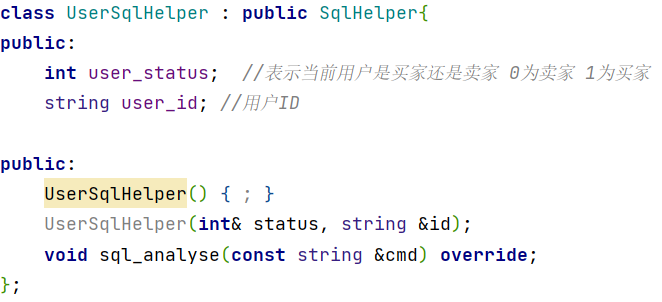 class UserSqlHelper : public SqlHelper{
public:
    int user_status;  //表示当前用户是买家还是卖家 0为卖家 1为买家
    string user_id; //用户ID

public:
    UserSqlHelper() { ; }
    UserSqlHelper(int& status, string &id);
    void sql_analyse(const string &cmd) override;
};